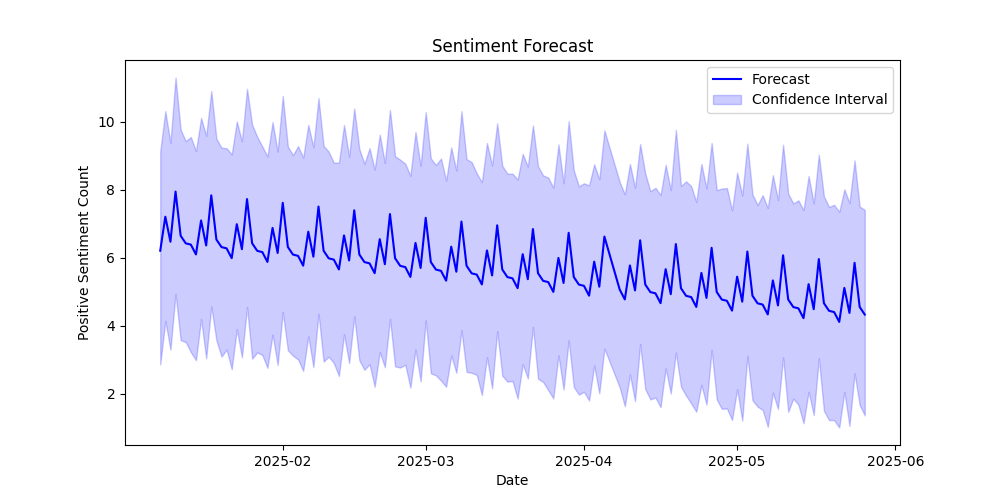 Sentiment Forecast
Forecast
Confidence Interval
Positive Sentiment Count
10
8
6
4
2
2025-02
2025-03
2025-04
2025-05
2025-06
Date